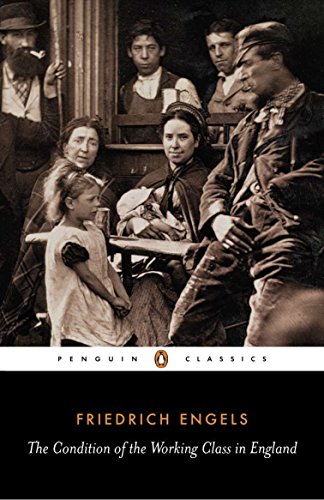 PENGUIN CLASSICS
FRIEDRICH ENGELS
The Condition of the Working Class in England